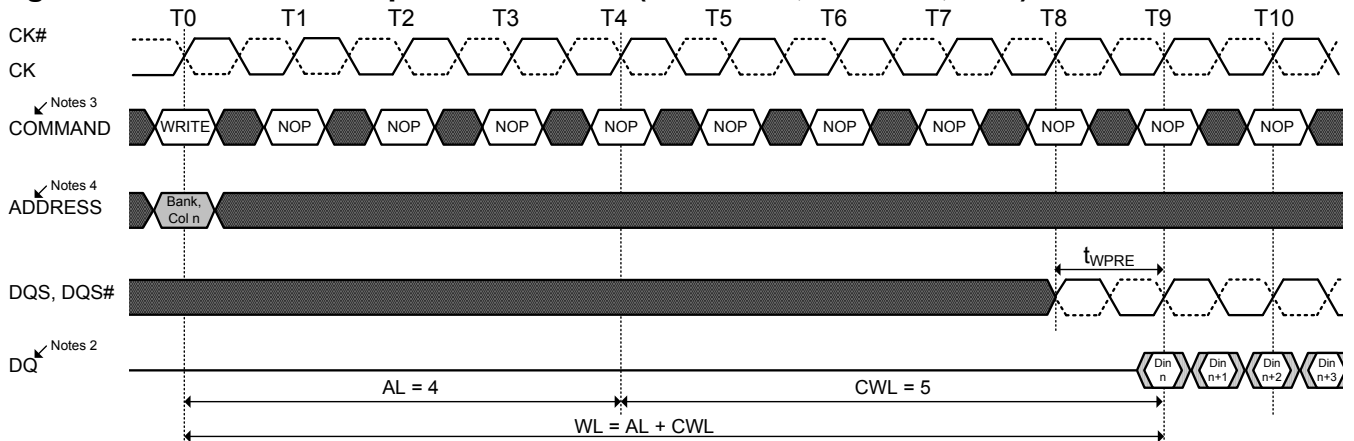 T0 T1 T2 T3 T4 T5 T6 T7 T8 T9 T10
CK#
CK
Notes 3
COMMAND WRITE NOP NOP NOP NOP NOP NOP NOP NOP NOP NOP
Notes 4
ADDRESS
Bank,
Col n
tWPRE
DQS, DQS#
Notes 2
DQ
Din
n
Din
n+1
Din
n+2
Din
n+3
AL = 4 CWL = 5
WL = AL + CWL